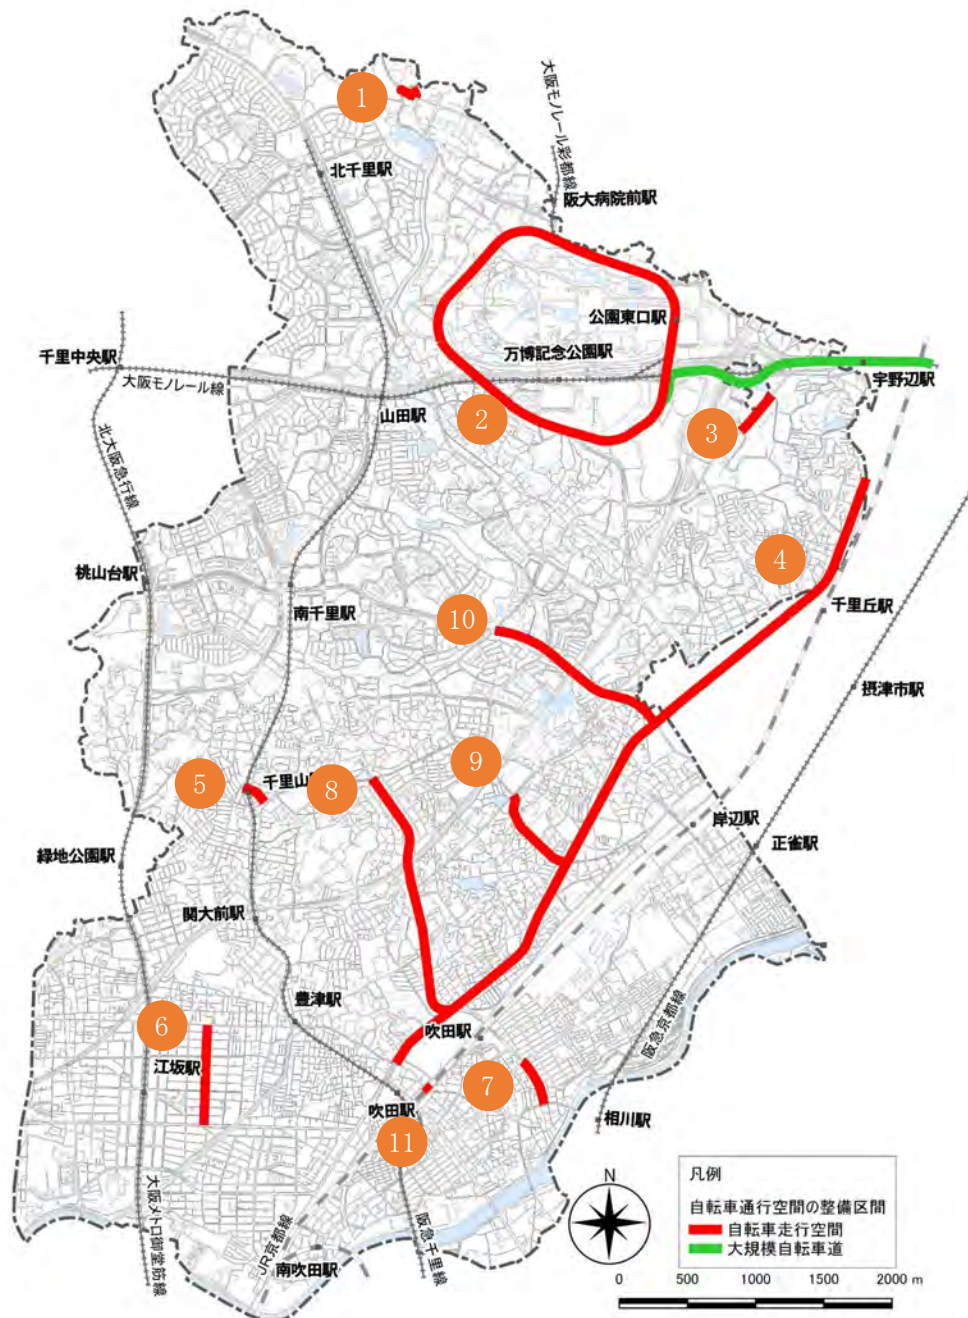 1
大阪モノレール彩都線
北千里駅
阪大病院前駅
公園東口駅
万博記念公園駅
千里中央駅
大阪モノレール線
宇野辺駅
山田駅
2
3
北大阪急行線
4
桃山台駅
南千里駅
千里丘駅
10
摂津市駅
9
5
千里山
8
岸辺駅
正雀駅
緑地公園駅
関大前駅
豊津駅
6
吹田駅
阪急京都線
江坂駅
7
吹田駅
相川駅
11
大阪メトロ御堂筋線
JR京都線
阪急千里線
南吹田駅
N
凡例
自転車通行空間の整備区間
自転車走行空間
大規模自転車道
0 500 1000 1500 2000 m